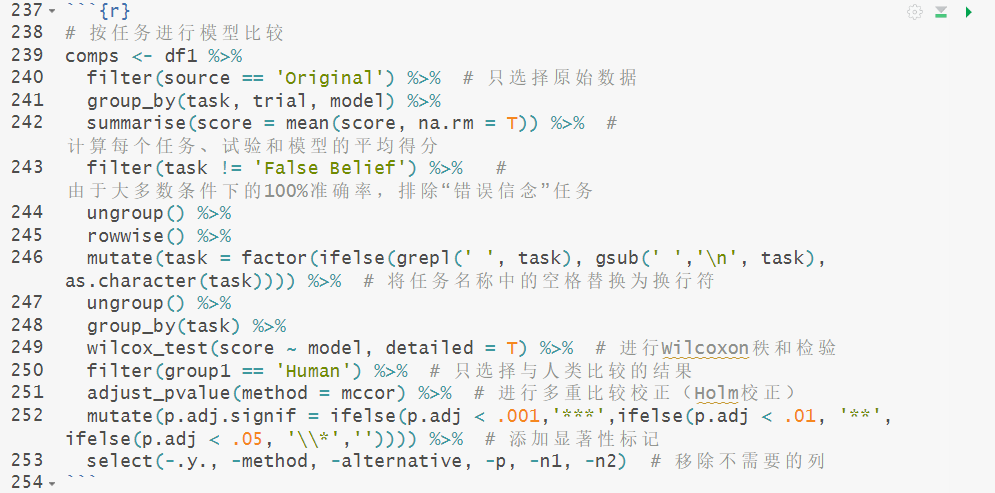 237 ```{r}
238 # 按任务进行模型比较
239 comps <- df1 %>%
240   filter(source == 'Original') %>%  # 只选择原始数据
241   group_by(task, trial, model) %>%
242   summarise(score = mean(score, na.rm = T)) %>%  #
计算每个任务、试验和模型的平均得分
243   filter(task != 'False Belief') %>%   #
由于大多数条件下的100%准确率，排除“错误信念”任务
244   ungroup() %>%
245   rowwise() %>%
246   mutate(task = factor(ifelse(grepl(' ', task), gsub(' ','\n', task),
as.character(task)))) %>%  # 将任务名称中的空格替换为换行符
247   ungroup() %>%
248   group_by(task) %>%
249   wilcox_test(score ~ model, detailed = T) %>%  # 进行Wilcoxon秩和检验
250   filter(group1 == 'Human') %>%  # 只选择与人类比较的结果
251   adjust_pvalue(method = mccor) %>%  # 进行多重比较校正（Holm校正）
252   mutate(p.adj.signif = ifelse(p.adj < .001,'***',ifelse(p.adj < .01, '**',
ifelse(p.adj < .05, '\\*','')))) %>%  # 添加显著性标记
253   select(-.y., -method, -alternative, -p, -n1, -n2)  # 移除不需要的列
254 ```